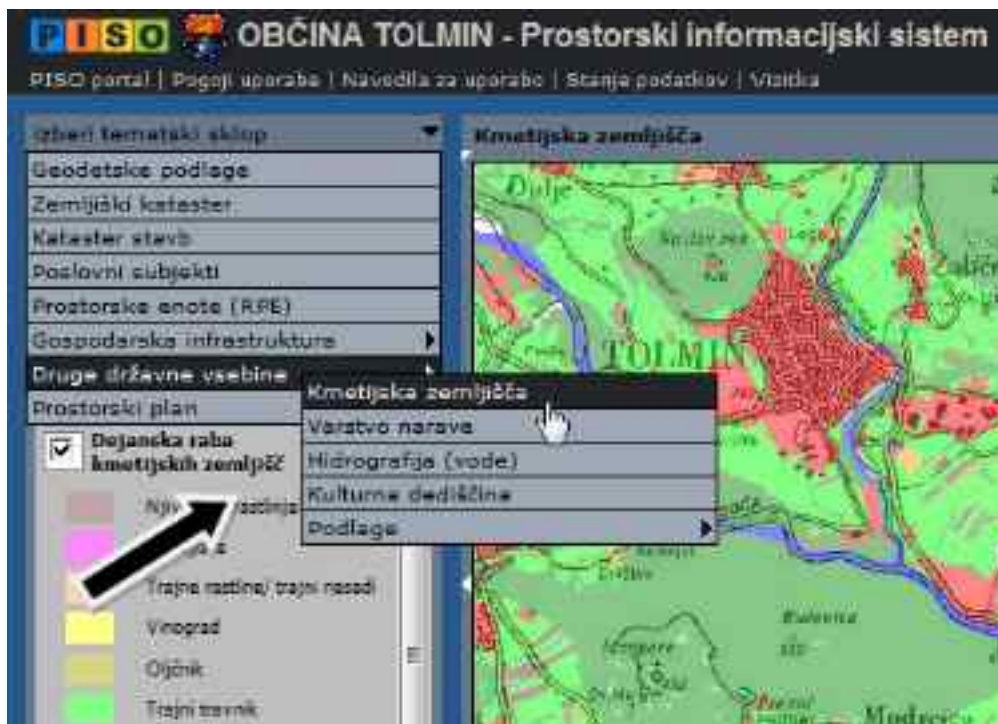 PISO OBČINA TOLMIN - Prostorski informacijski sistem
PISO portal | Pogoji uporabe | Navodila za uporabo | Stanje podatkov | Vizitka
Izberi tematski sklop
Kmetijska zemljišča
Geodetske podlage
Zemljiški kataster
Kataster stavb
Poslovni subjekti
Prostorske enote (RPE)
Gospodarska infrastruktura
Druge državne vsebine
Prostorski plan
Kmetijska zemljišča
Varstvo narave
Hidrografija (vode)
Kulturna dediščina
Podlage
Dejanska raba
kmetijskih zemljišč
Trajne rastline/ trajni nasadi
Vinograd
Oljčnik
Trajni travnik
TOLMIN